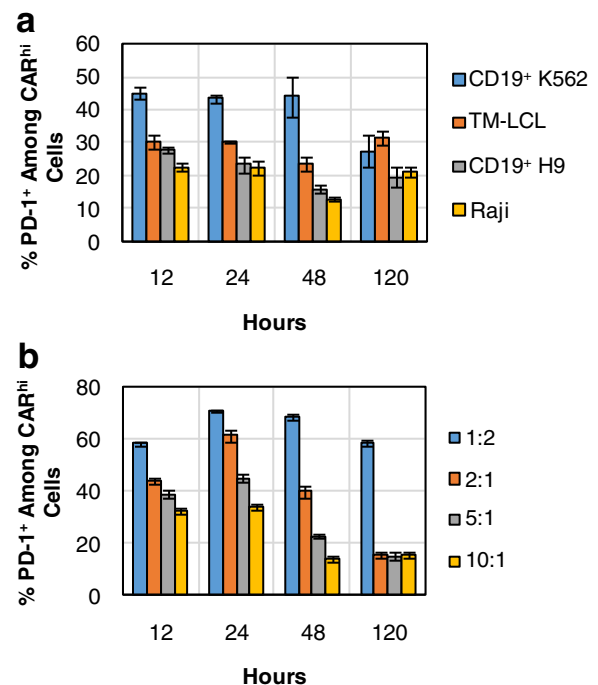 a
% PD-1+ Among CARhi
Cells
60
50
40
30
20
10
0
12 24 48 120
Hours
CD19+ K562
TM-LCL
CD19+ H9
Raji
b
% PD-1+ Among CARhi
Cells
80
60
40
20
0
12 24 48 120
Hours
1:2
2:1
5:1
10:1